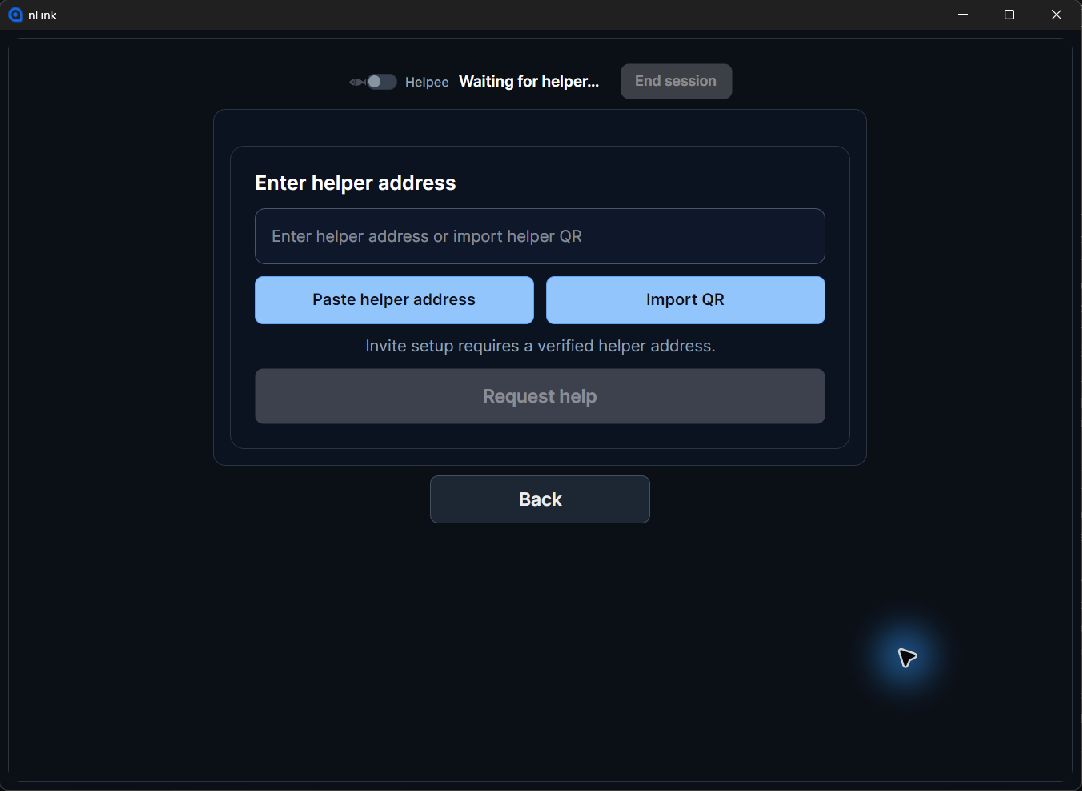 nLink
Helpee Waiting for helper... End session
Enter helper address
Enter helper address or import helper QR
Paste helper address Import QR
Invite setup requires a verified helper address.
Request help
Back